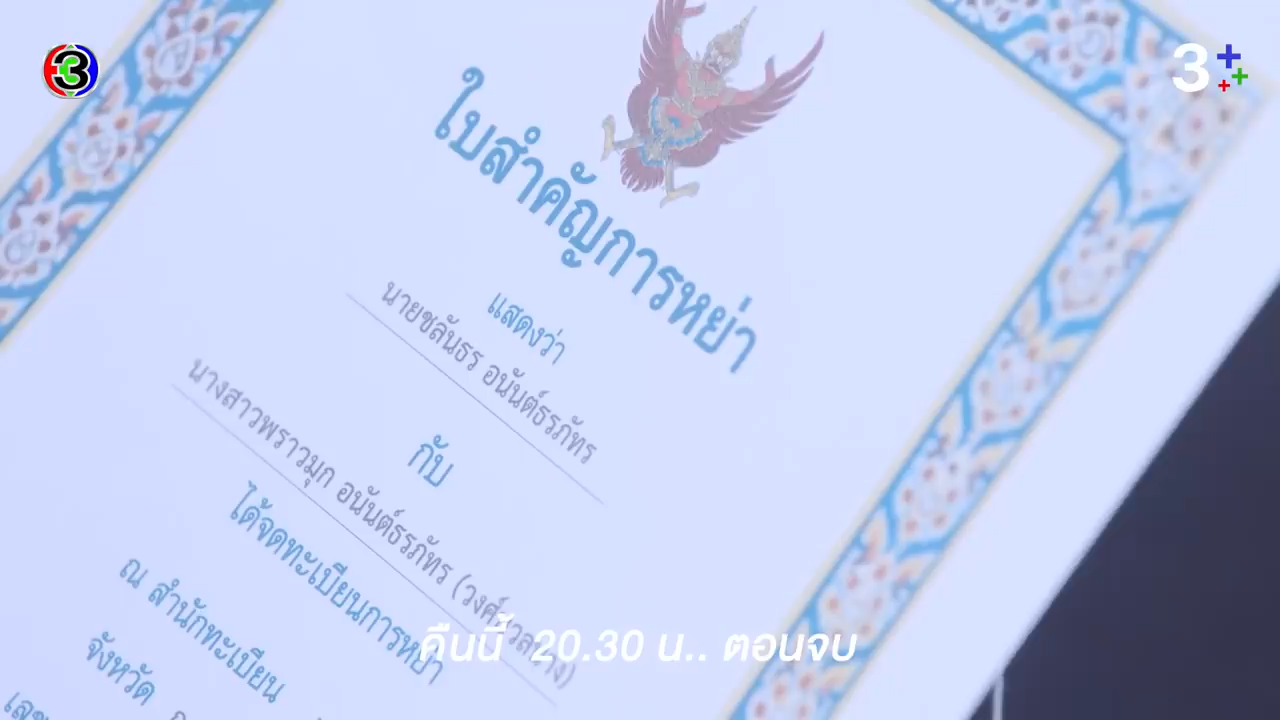 3
3
ใบสำคัญการหย่า
แสดงว่า
นายชลันธร อนันต์ธรภัทร
กับ
นางสาวพราวมุก อนันต์ธรภัทร
ได้จดทะเบียนการหย่า
ณ สำนักทะเบียน
จังหวัด
คืนนี้ 20.30 น.. ตอนจบ